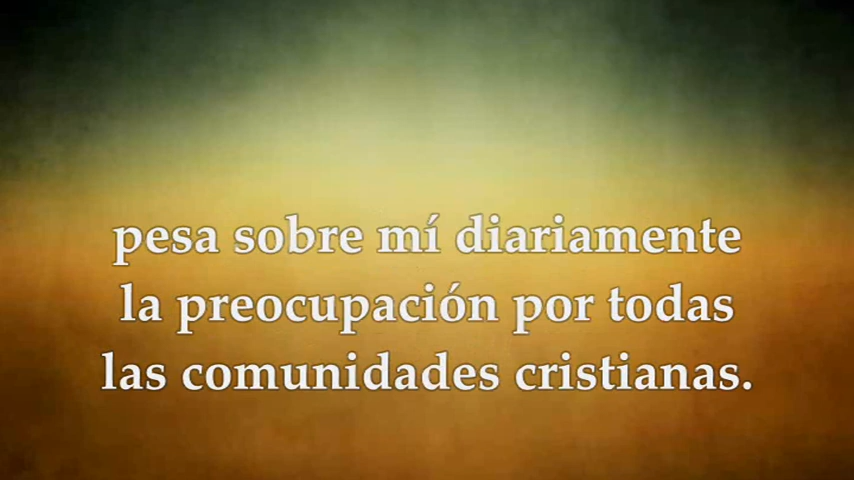 pesa sobre mí diariamente
la preocupación por todas
las comunidades cristianas.